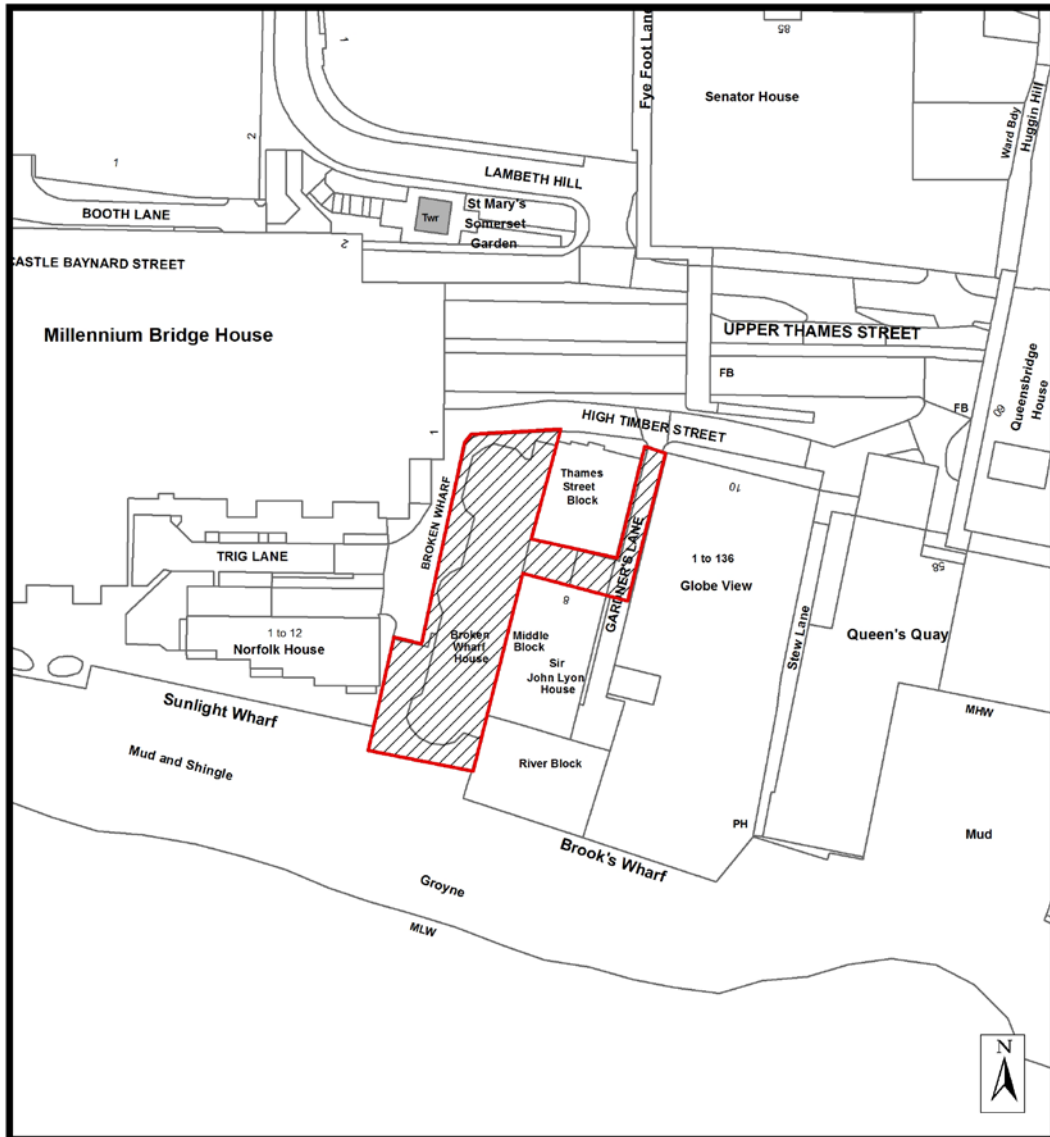 1
85
Fye Foot Lane
Senator House
Ward Bdy
Huggin Hill
2
1
LAMBETH HILL
BOOTH LANE
Twr
St Mary's
Somerset
Garden
2
CASTLE BAYNARD STREET
Millennium Bridge House
UPPER THAMES STREET
FB
FB
Queensbridge
House
60
HIGH TIMBER STREET
1
Thames
Street
Block
10
BROKEN WHARF
TRIG LANE
GARDNER'S LANE
1 to 136
Globe View
58
8
Stew Lane
Queen's Quay
1 to 12
Norfolk House
Broken
Wharf
House
Middle
Block
Sir
John Lyon
House
Sunlight Wharf
MHW
Mud and Shingle
River Block
PH
Mud
Brook's Wharf
Groyne
MLW
N